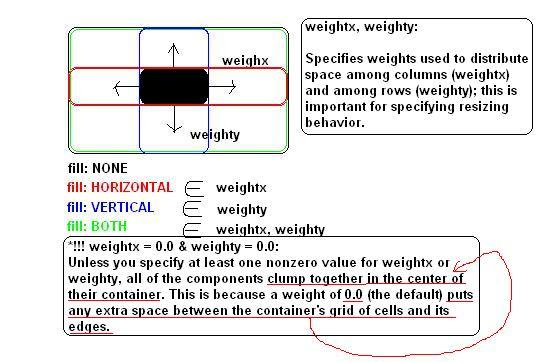 weighx
weighty
weightx, weighty:
Specifies weights used to distribute
space among columns (weightx)
and among rows (weighty); this is
important for specifying resizing
behavior.
fill: NONE
fill: HORIZONTAL ∈ weightx
fill: VERTICAL ∈ weighty
fill: BOTH ∈ weightx, weighty
*!!! weightx = 0.0 & weighty = 0.0:
Unless you specify at least one nonzero value for weightx or
weighty, all of the components clump together in the center of
their container. This is because a weight of 0.0 (the default) puts
any extra space between the container's grid of cells and its
edges.